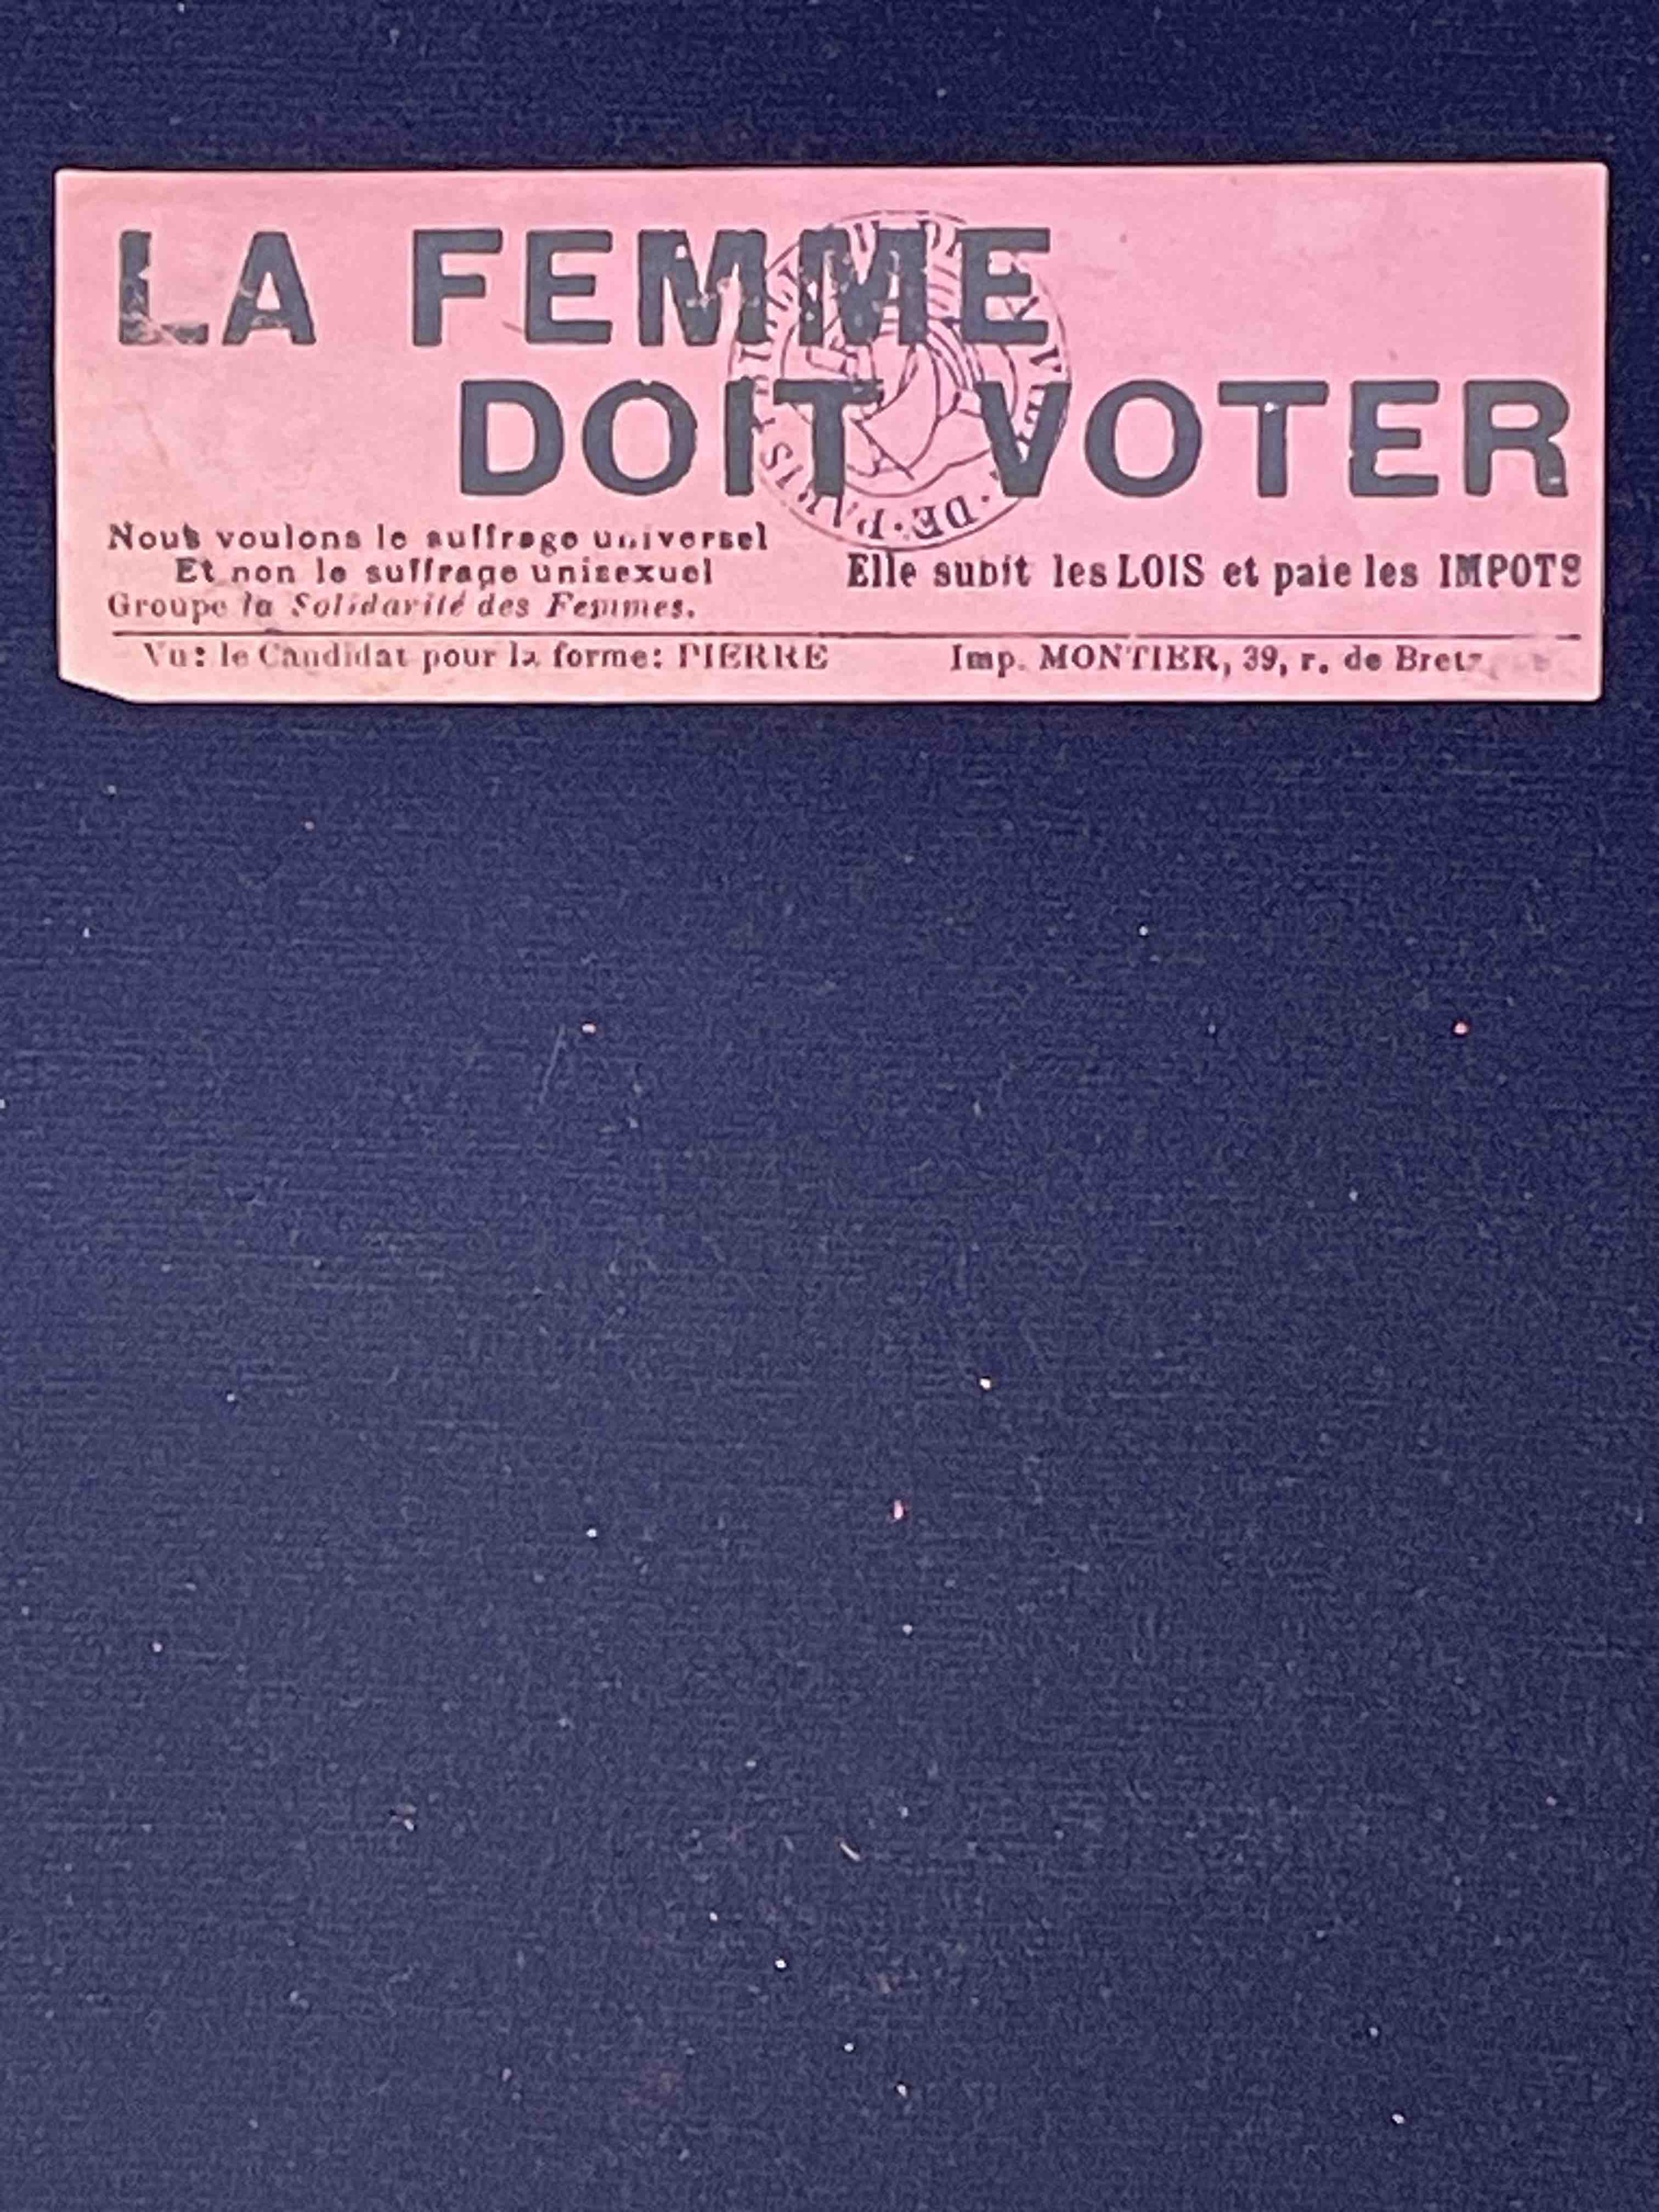 LA FEMME
DOIT VOTER
Nous voulons le suffrage universel
Et non le suffrage unisexuel
Groupe la Solidarité des Femmes.
Elle subit les LOIS et paie les IMPOTS
Vu: le Candidat pour la forme: PIERRE
Imp. MONTIER, 39, r. de
DE • PARIS